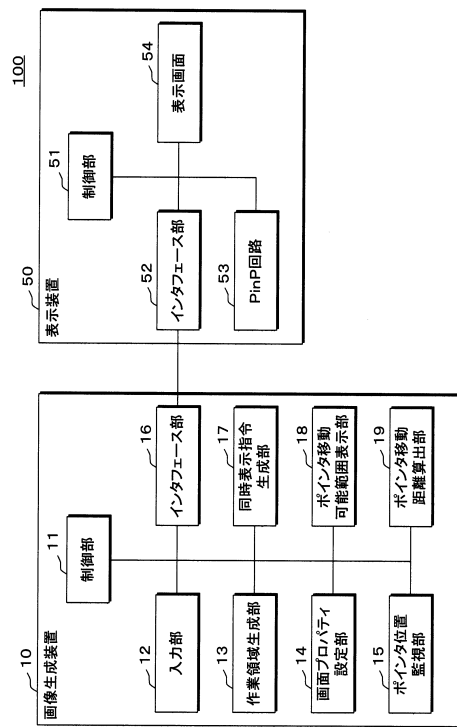 100
10
画像生成装置
11
制御部
12
入力部
13
作業領域生成部
14
画面プロパティ
設定部
15
ポインタ位置
監視部
16
インタフェース部
17
同時表示指令
生成部
18
ポインタ移動
可能範囲表示部
19
ポインタ移動
距離算出部
50
表示装置
51
制御部
52
インタフェース部
53
PinP回路
54
表示画面